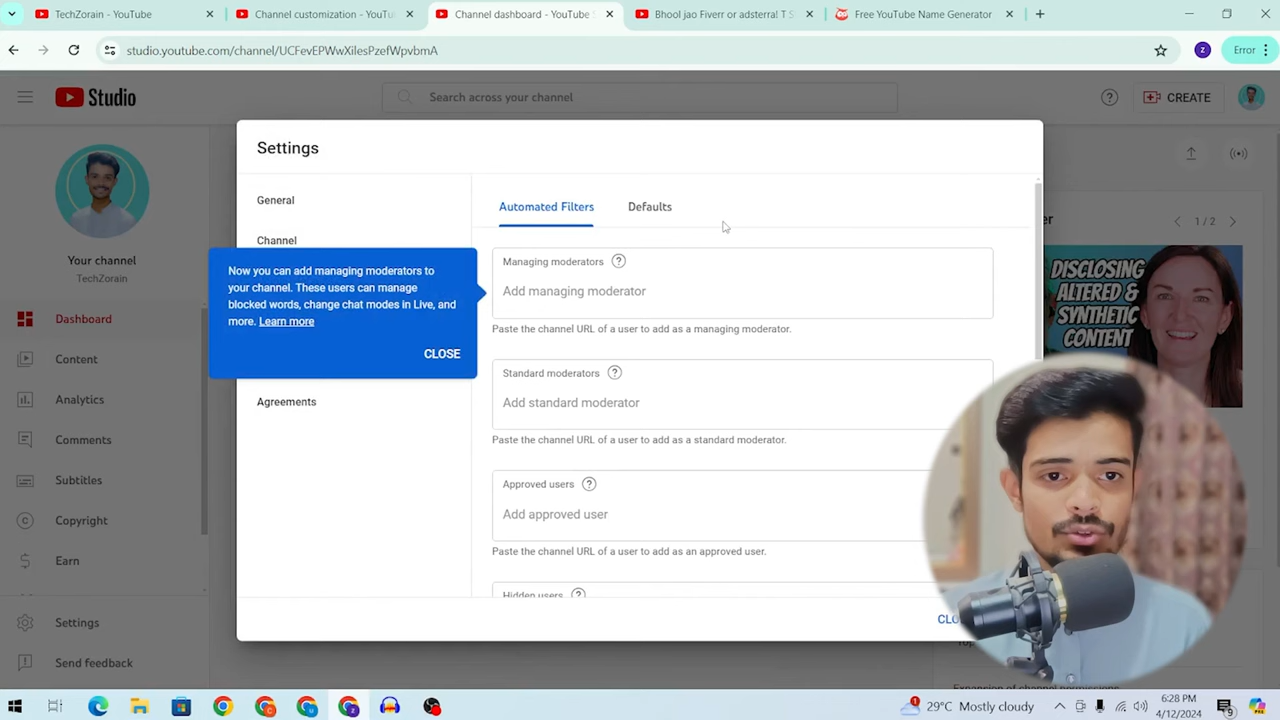 TechZorain - YouTube
Channel customization - YouTu
Channel dashboard - YouTube S
Bhool jao Fiverr or adsterra! T S
Free YouTube Name Generator
studio.youtube.com/channel/UCFevEPWwXilesPzefWpvbmA
Error
Studio
Search across your channel
CREATE
Settings
General
Channel
Automated Filters
Defaults
Now you can add managing moderators to
your channel. These users can manage
blocked words, change chat modes in Live, and
more. Learn more
CLOSE
Agreements
Managing moderators
Add managing moderator
Paste the channel URL of a user to add as a managing moderator.
Standard moderators
Add standard moderator
Paste the channel URL of a user to add as a standard moderator.
Approved users
Add approved user
Paste the channel URL of a user to add as an approved user.
Hidden users
Your channel
TechZorain
Dashboard
Content
Analytics
Comments
Subtitles
Copyright
Earn
Settings
Send feedback
er
1 / 2
DISCLOSING
ALTERED &
SYNTHETIC
CONTENT
Expansion of channel permissions
29°C Mostly cloudy
6:28 PM
4/12/2024